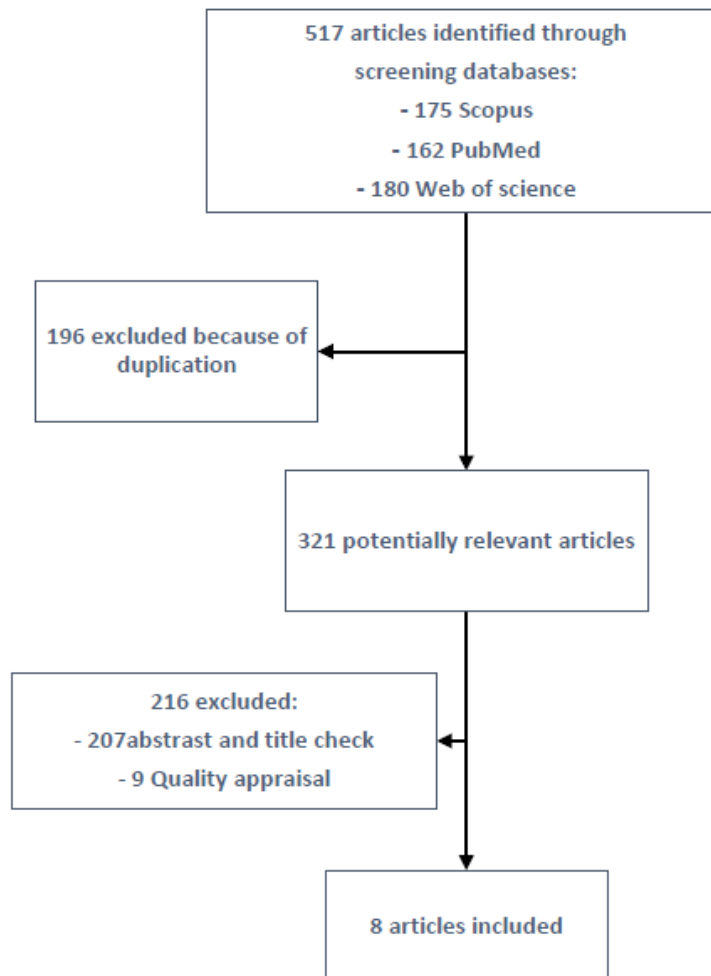 517 articles identified through
screening databases:
- 175 Scopus
- 162 PubMed
- 180 Web of science
196 excluded because of
duplication
321 potentially relevant articles
216 excluded:
- 207abstrast and title check
- 9 Quality appraisal
8 articles included